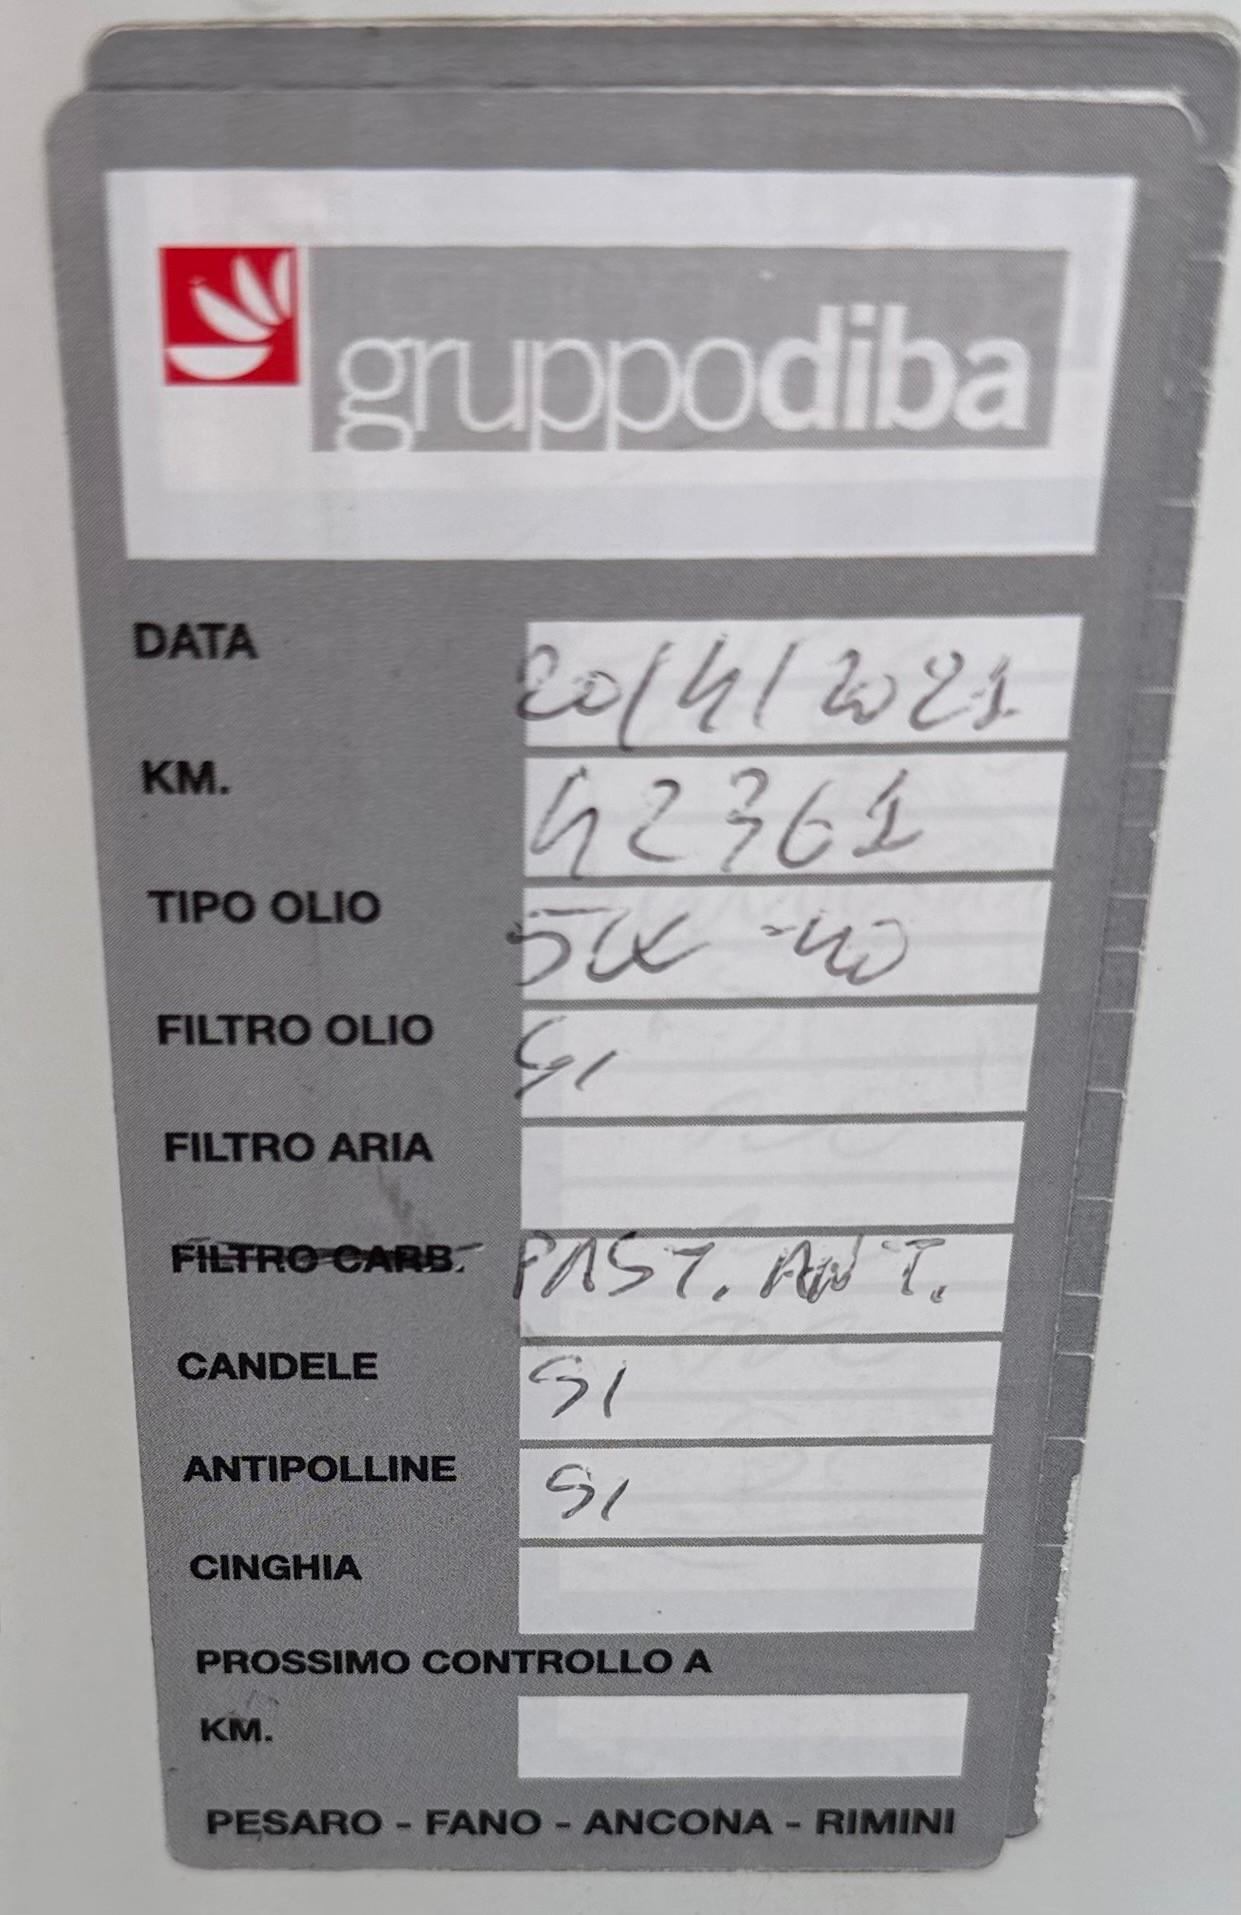 gruppodiba
DATA 20/4/2021
KM. 42361
TIPO OLIO 5W-40
FILTRO OLIO SI
FILTRO ARIA
FILTRO CARB. PAST. ANT.
CANDELE SI
ANTIPOLLINE SI
CINGHIA
PROSSIMO CONTROLLO A
KM.
PESARO - FANO - ANCONA - RIMINI